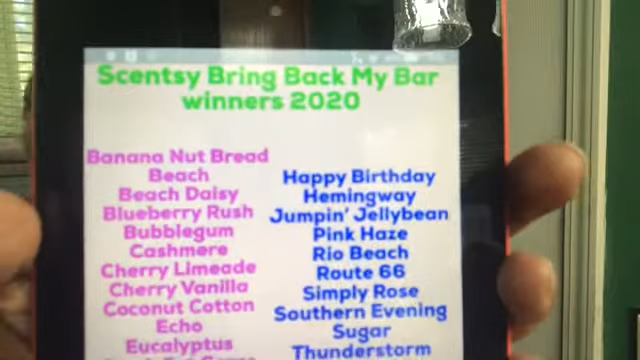 Scentsy Bring Back My Bar
winners 2020
Banana Nut Bread
Beach
Beach Daisy
Blueberry Rush
Bubblegum
Cashmere
Cherry Limeade
Cherry Vanilla
Coconut Cotton
Echo
Eucalyptus
Happy Birthday
Hemingway
Jumpin' Jellybean
Pink Haze
Rio Beach
Route 66
Simply Rose
Southern Evening
Sugar
Thunderstorm